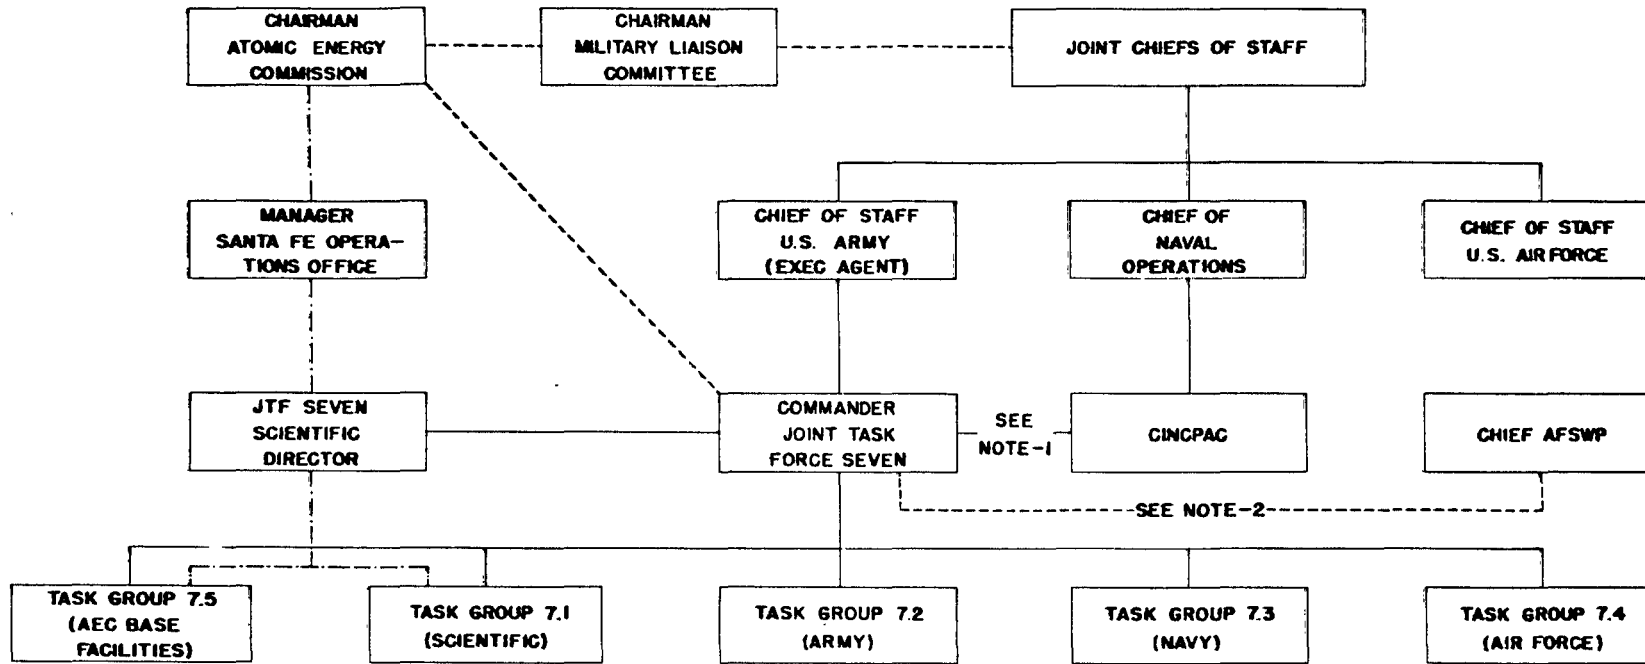 CHAIRMAN
ATOMIC ENERGY
COMMISSION
CHAIRMAN
MILITARY LIAISON
COMMITTEE
JOINT CHIEFS OF STAFF
MANAGER
SANTA FE OPERA-
TIONS OFFICE
CHIEF OF STAFF
U.S. ARMY
(EXEC AGENT)
CHIEF OF
NAVAL
OPERATIONS
CHIEF OF STAFF
U.S. AIR FORCE
JTF SEVEN
SCIENTIFIC
DIRECTOR
COMMANDER
JOINT TASK
FORCE SEVEN
SEE
NOTE-1
CINCPAC
CHIEF AFSWP
SEE NOTE-2
TASK GROUP 7.5
(AEC BASE
FACILITIES)
TASK GROUP 7.1
(SCIENTIFIC)
TASK GROUP 7.2
(ARMY)
TASK GROUP 7.3
(NAVY)
TASK GROUP 7.4
(AIR FORCE)